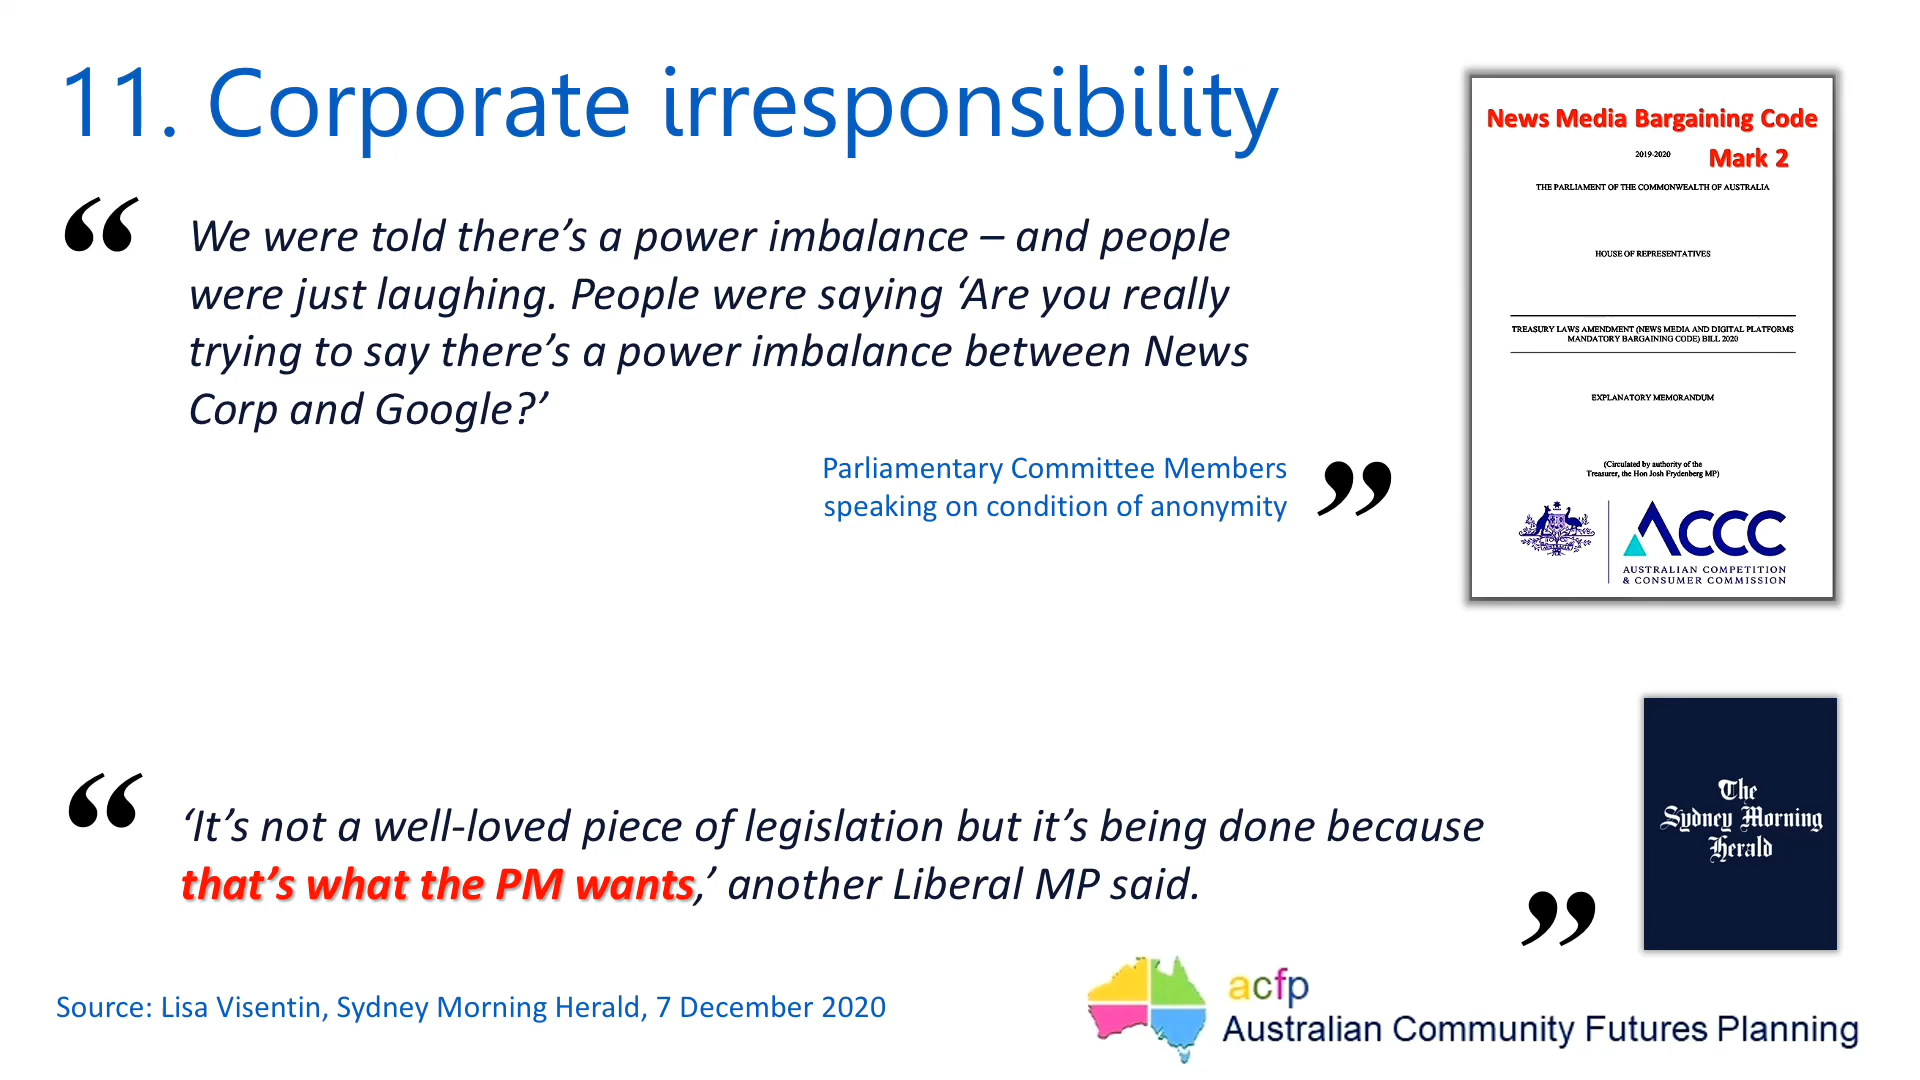 11. Corporate irresponsibility
“
We were told there’s a power imbalance – and people
were just laughing. People were saying ‘Are you really
trying to say there’s a power imbalance between News
Corp and Google?’
Parliamentary Committee Members
speaking on condition of anonymity
”
News Media Bargaining Code
2019-2020
Mark 2
THE PARLIAMENT OF THE COMMONWEALTH OF AUSTRALIA
HOUSE OF REPRESENTATIVES
TREASURY LAWS AMENDMENT (NEWS MEDIA AND DIGITAL PLATFORMS
MANDATORY BARGAINING CODE) BILL 2020
EXPLANATORY MEMORANDUM
(Circulated by authority of the
Treasurer, the Hon Josh Frydenberg MP)
ACCC
AUSTRALIAN COMPETITION
& CONSUMER COMMISSION
“
‘It’s not a well-loved piece of legislation but it’s being done because
that’s what the PM wants,’ another Liberal MP said.
”
The
Sydney Morning
Herald
Source: Lisa Visentin, Sydney Morning Herald, 7 December 2020
acfp
Australian Community Futures Planning